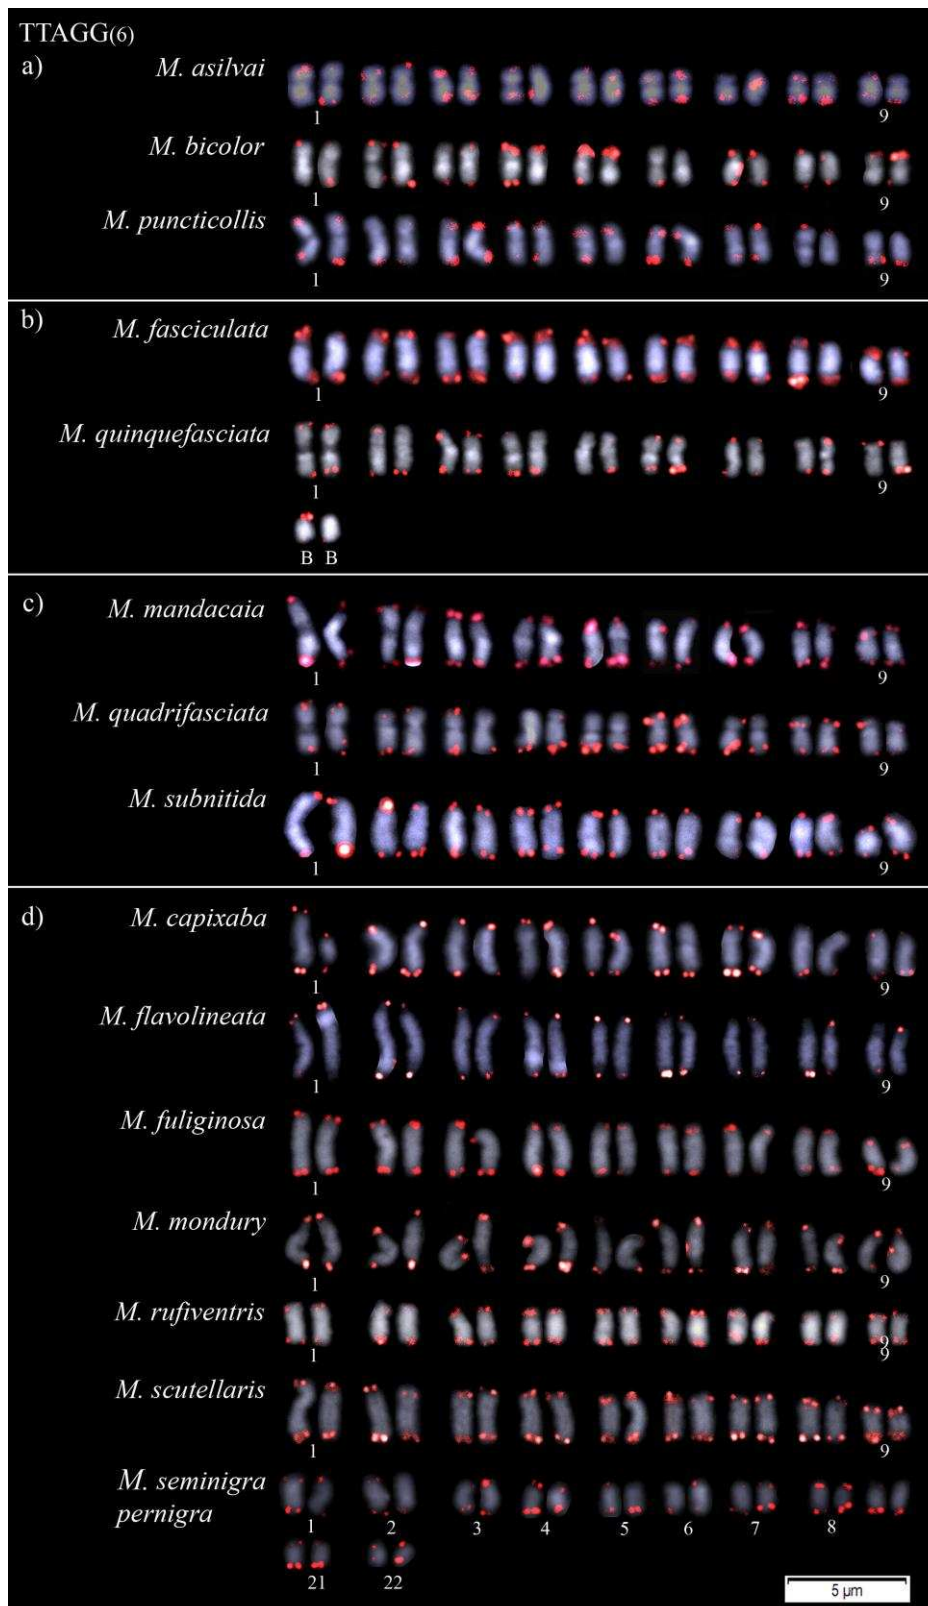 TTAGG(6)
a)
M. asilvai
1 9
M. bicolor
1 9
M. puncticollis
1 9
b)
M. fasciculata
1 9
M. quinquefasciata
1 9
B B
c)
M. mandacaia
1 9
M. quadrifasciata
1 9
M. subnitida
1 9
d)
M. capixaba
1 9
M. flavolineata
1 9
M. fuliginosa
1 9
M. mondury
1 9
M. rufiventris
9
1 9
M. scutellaris
1 9
M. seminigra
pernigra
1 2 3 4 5 6 7 8
21 22
5 µm